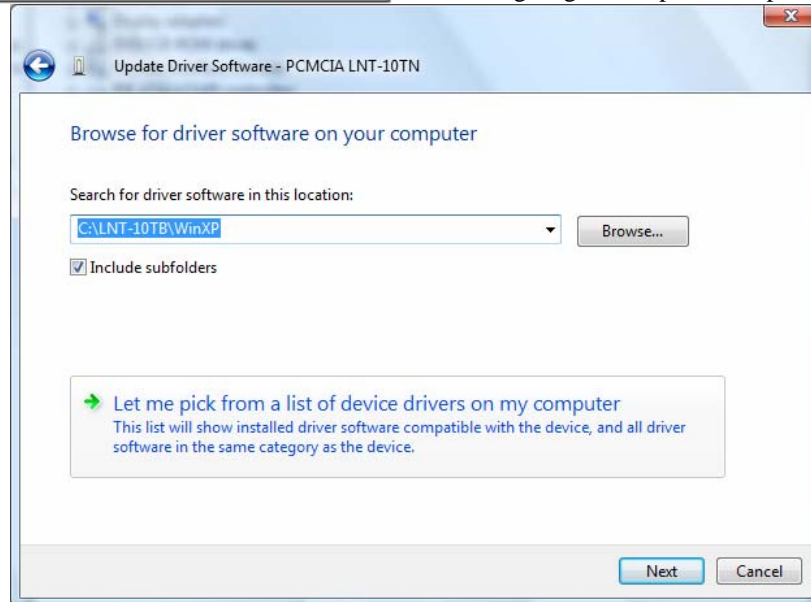 Update Driver Software - PCMCIA LNT-10TN
Browse for driver software on your computer
Search for driver software in this location:
C:\LNT-10TB\WinXP
Browse...
Include subfolders
Let me pick from a list of device drivers on my computer
This list will show installed driver software compatible with the device, and all driver
software in the same category as the device.
Next
Cancel